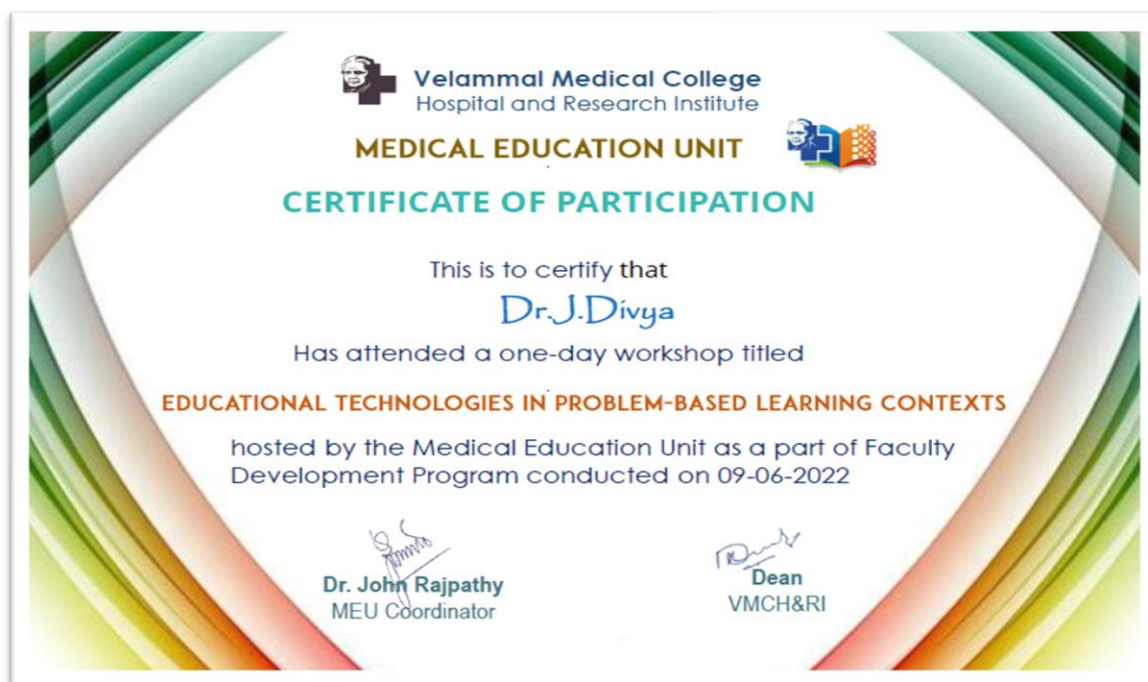 Velammal Medical College
Hospital and Research Institute
MEDICAL EDUCATION UNIT
CERTIFICATE OF PARTICIPATION
This is to certify that
Dr.J.Divya
Has attended a one-day workshop titled
EDUCATIONAL TECHNOLOGIES IN PROBLEM-BASED LEARNING CONTEXTS
hosted by the Medical Education Unit as a part of Faculty
Development Program conducted on 09-06-2022
Dr. John Rajpathy
MEU Coordinator
Dean
VMCH&RI